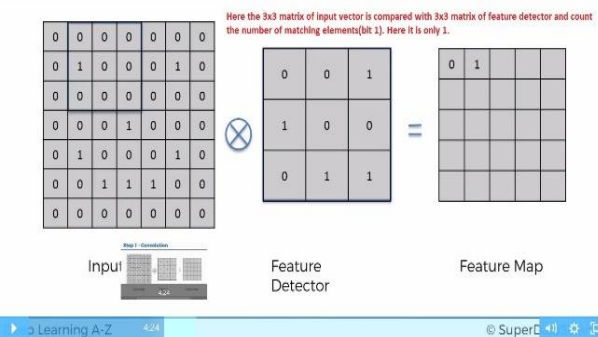 Here the 3x3 matrix of input vector is compared with 3x3 matrix of feature detector and count
the number of matching elements(bit 1). Here it is only 1.
0 0 0 0 0 0 0
0 1 0 0 0 1 0
0 0 0 0 0 0 0
0 0 0 1 0 0 0
0 1 0 0 0 1 0
0 0 1 1 1 0 0
0 0 0 0 0 0 0
0 0 1
1 0 0
0 1 1
=
0 1
Step 1 - Convolution
4:24
Input
Feature
Detector
Feature Map
Learning A-Z
4:24
© SuperD